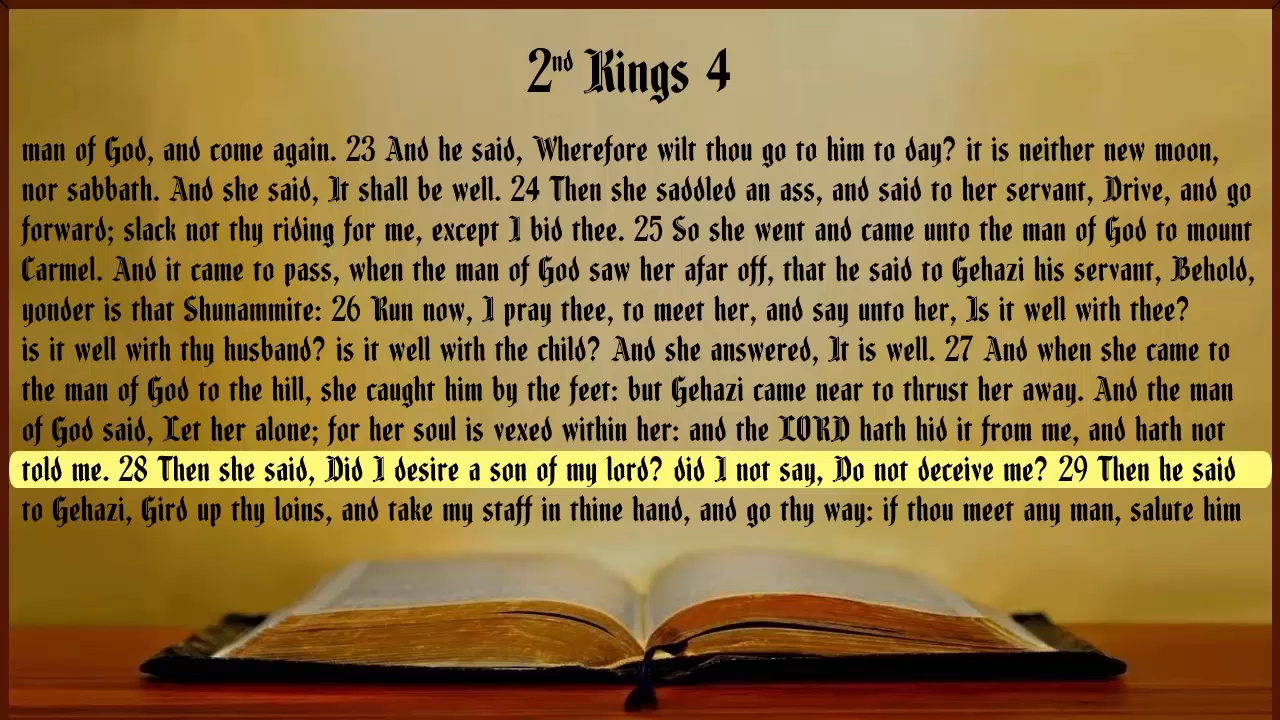 2nd Kings 4
man of God, and come again. 23 And he said, Wherefore wilt thou go to him to day? it is neither new moon,
nor sabbath. And she said, It shall be well. 24 Then she saddled an ass, and said to her servant, Drive, and go
forward; slack not thy riding for me, except I bid thee. 25 So she went and came unto the man of God to mount
Carmel. And it came to pass, when the man of God saw her afar off, that he said to Gehazi his servant, Behold,
yonder is that Shunammite: 26 Run now, I pray thee, to meet her, and say unto her, Is it well with thee?
is it well with thy husband? is it well with the child? And she answered, It is well. 27 And when she came to
the man of God to the hill, she caught him by the feet: but Gehazi came near to thrust her away. And the man
of God said, Let her alone; for her soul is vexed within her: and the LORD hath hid it from me, and hath not
told me. 28 Then she said, Did I desire a son of my lord? did I not say, Do not deceive me? 29 Then he said
to Gehazi, Gird up thy loins, and take my staff in thine hand, and go thy way: if thou meet any man, salute him